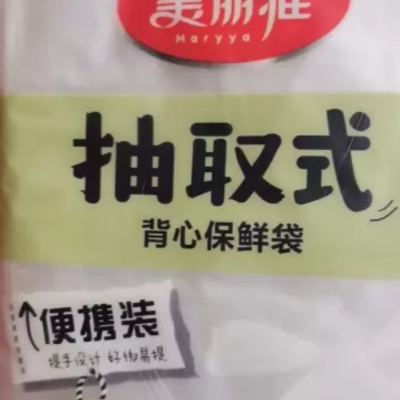 美丽雅
Maryya
抽取式
背心保鲜袋
便携装
提手设计 好绑易提